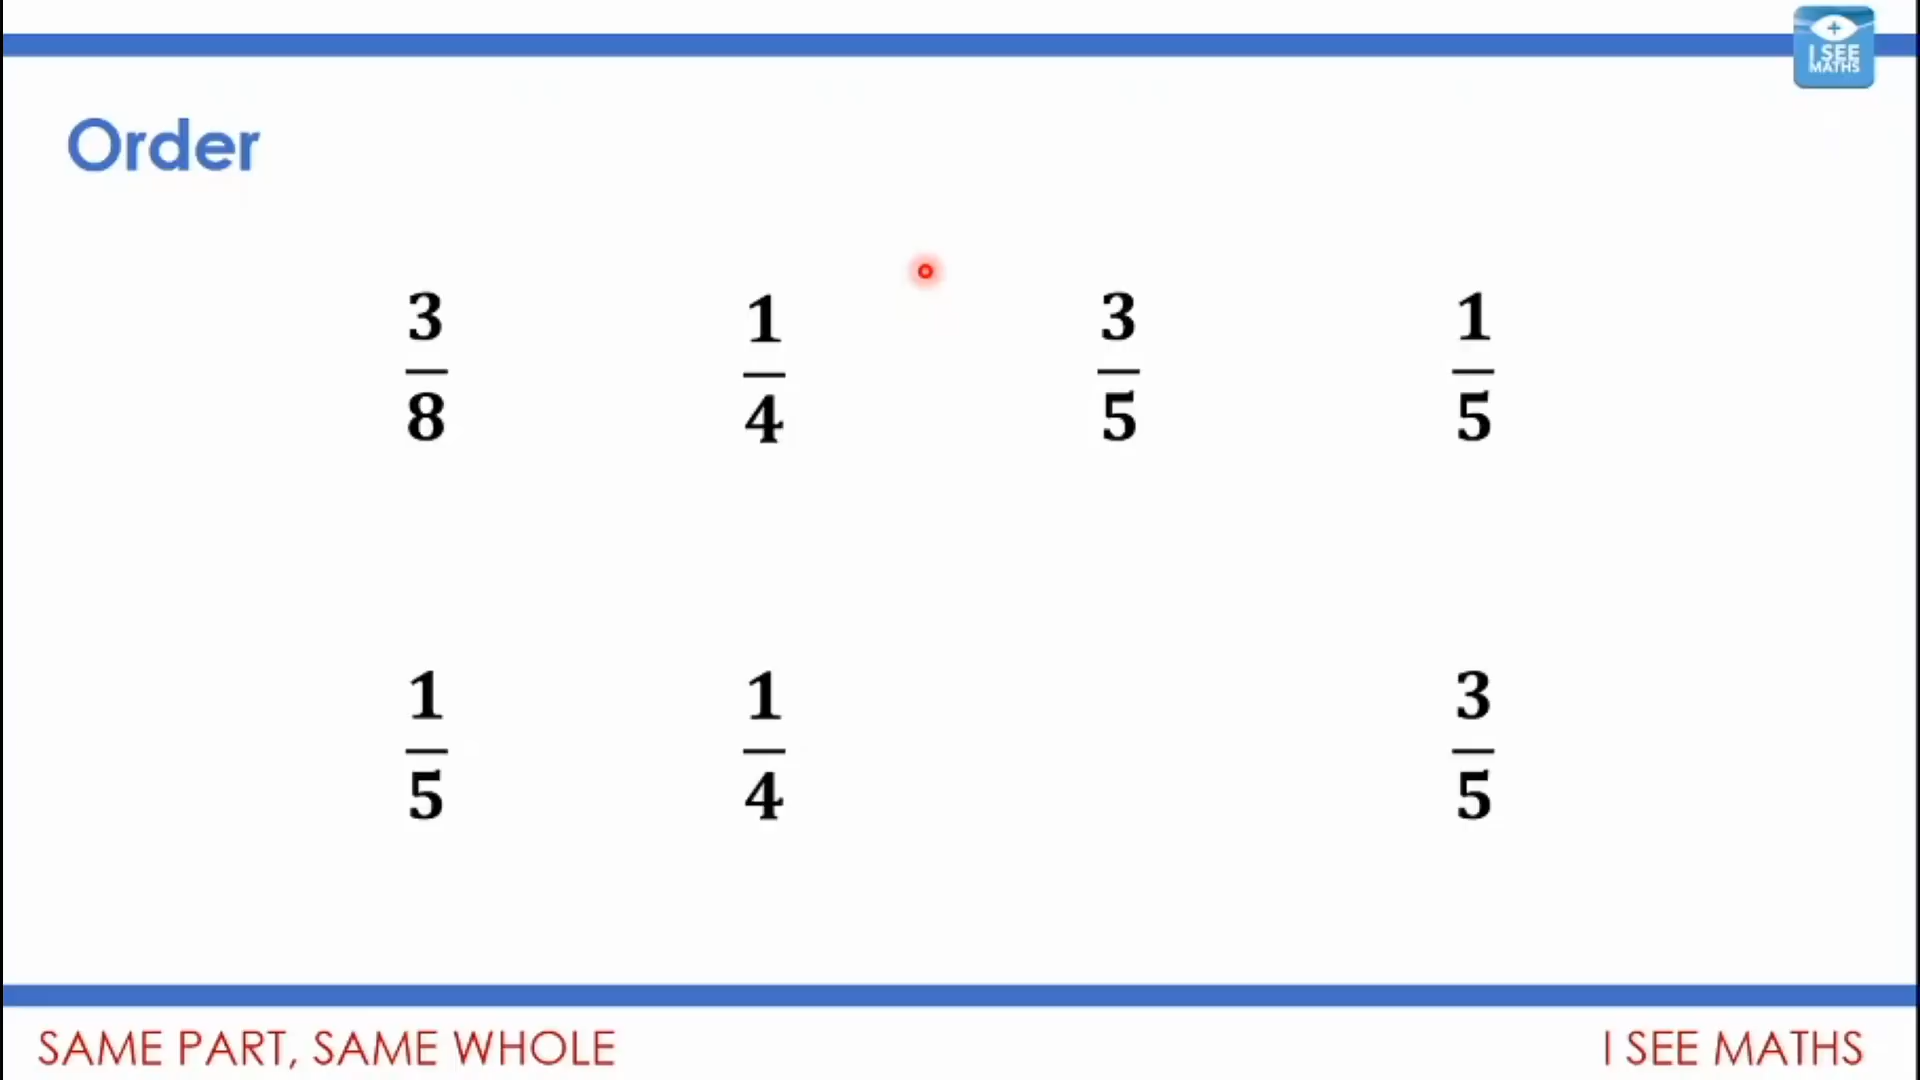 I SEE
MATHS
Order
3/8 1/4 3/5 1/5
1/5 1/4 3/5
SAME PART, SAME WHOLE I SEE MATHS